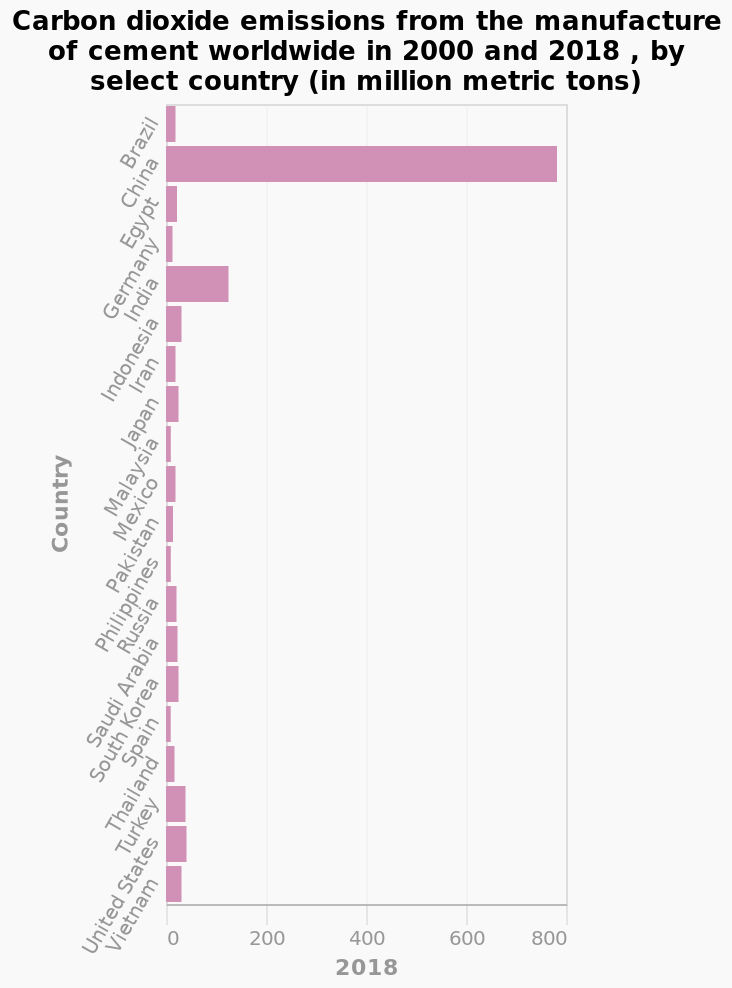 Carbon dioxide emissions from the manufacture
of cement worldwide in 2000 and 2018 , by
select country (in million metric tons)
Brazil
China
Egypt
Germany
India
Indonesia
Iran
Japan
Malaysia
Mexico
Pakistan
Philippines
Russia
Saudi Arabia
South Korea
Spain
Thailand
Turkey
United States
Vietnam
Country
0 200 400 600 800
2018